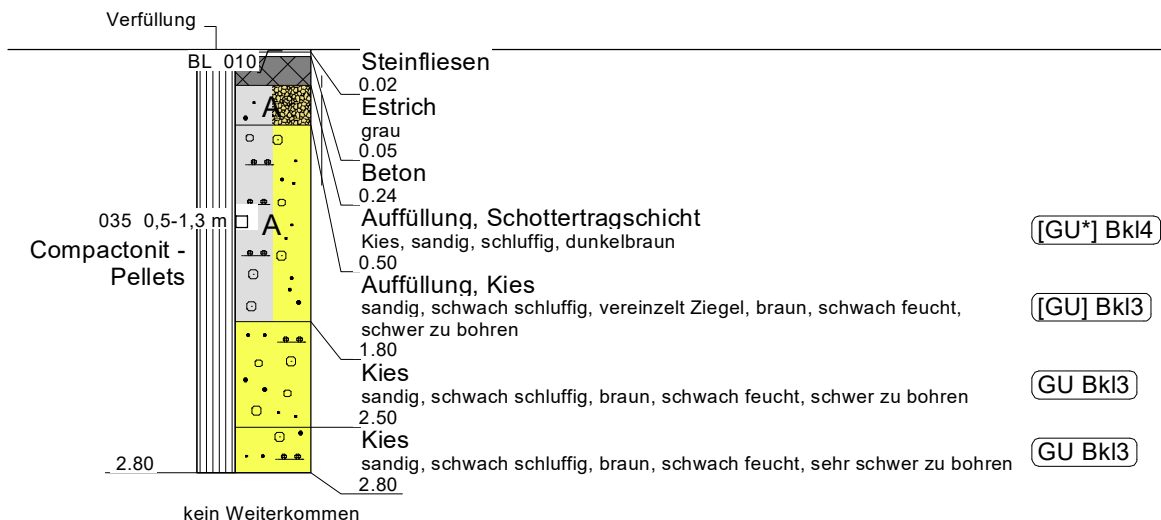 Verfüllung
BL 010
Steinfliesen
0.02
Estrich
grau
0.05
Beton
0.24
A
035 0,5-1,3 m
A
Auffüllung, Schottertragschicht
Kies, sandig, schluffig, dunkelbraun
0.50
[GU*] Bkl4
Compactonit -
Pellets
Auffüllung, Kies
sandig, schwach schluffig, vereinzelt Ziegel, braun, schwach feucht,
schwer zu bohren
1.80
[GU] Bkl3
Kies
sandig, schwach schluffig, braun, schwach feucht, schwer zu bohren
2.50
GU Bkl3
Kies
sandig, schwach schluffig, braun, schwach feucht, sehr schwer zu bohren
2.80
GU Bkl3
2.80
kein Weiterkommen